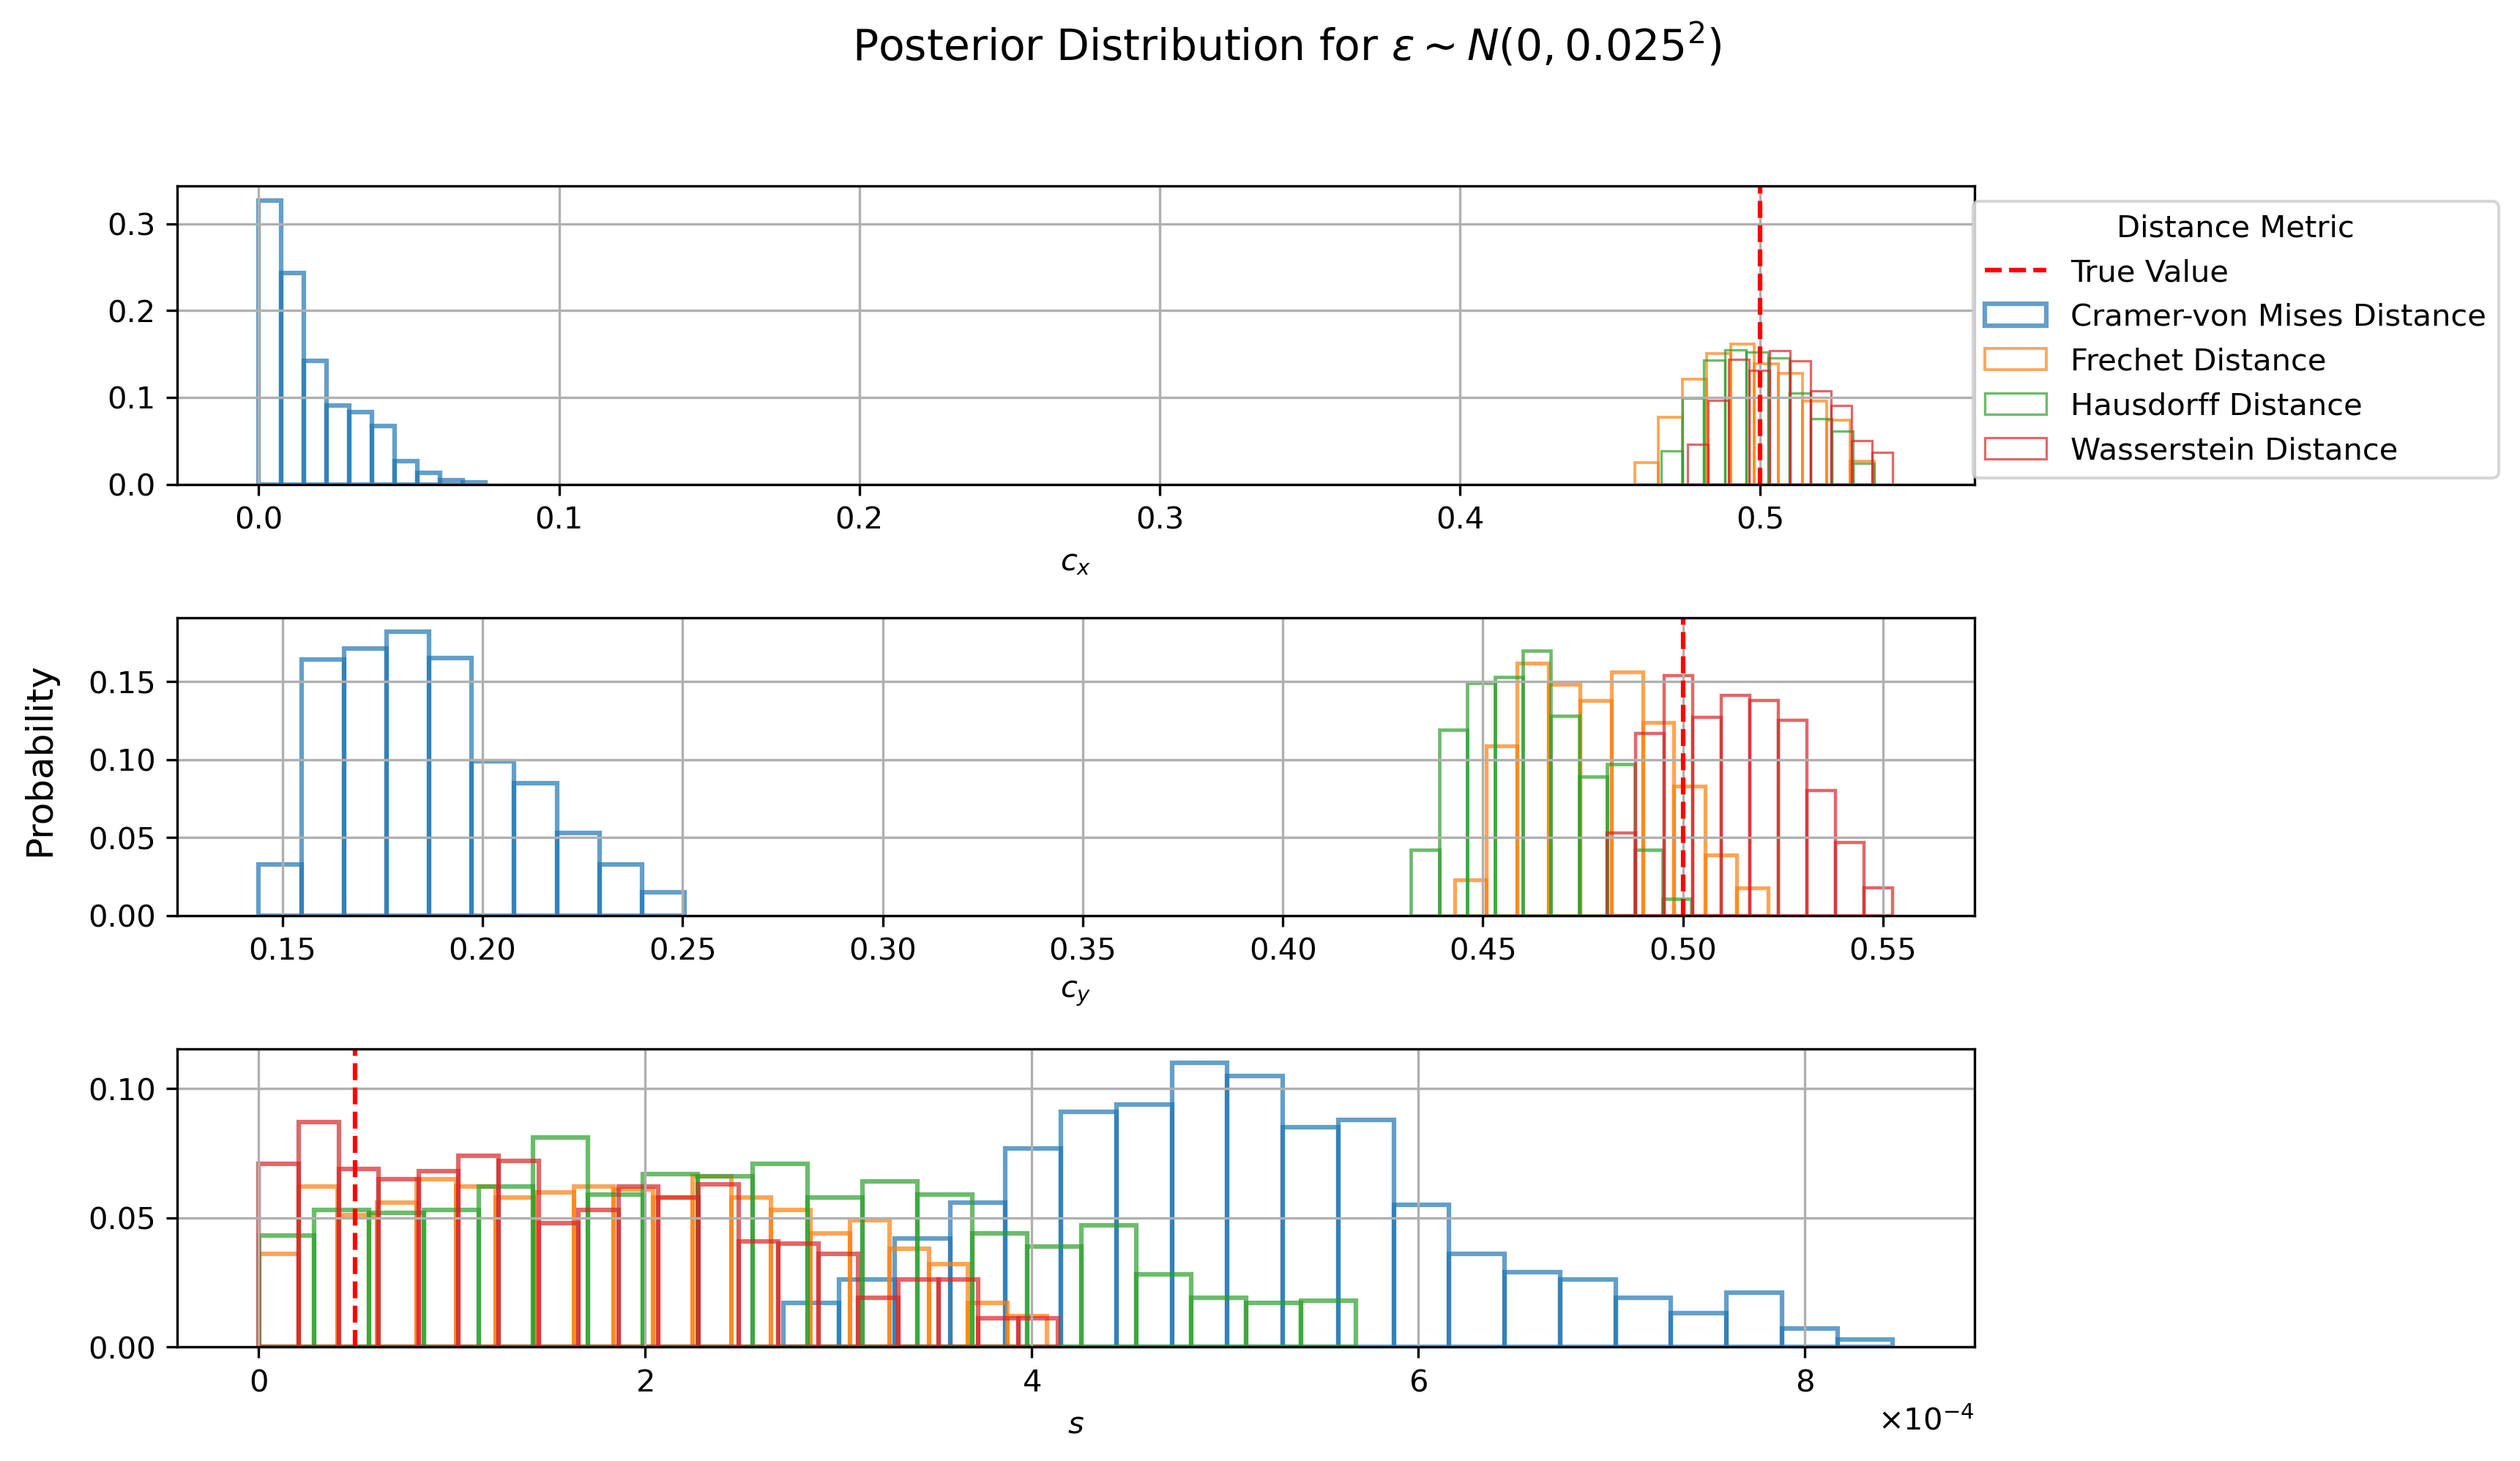 Posterior Distribution for ε ~ N(0, 0.025²)
0.3
0.2
0.1
0.0
0.0 0.1 0.2 0.3 0.4 0.5
c_x
Distance Metric
True Value
Cramer-von Mises Distance
Frechet Distance
Hausdorff Distance
Wasserstein Distance
Probability
0.15
0.10
0.05
0.00
0.15 0.20 0.25 0.30 0.35 0.40 0.45 0.50 0.55
c_y
0.10
0.05
0.00
0 2 4 6 8
s
×10⁻⁴